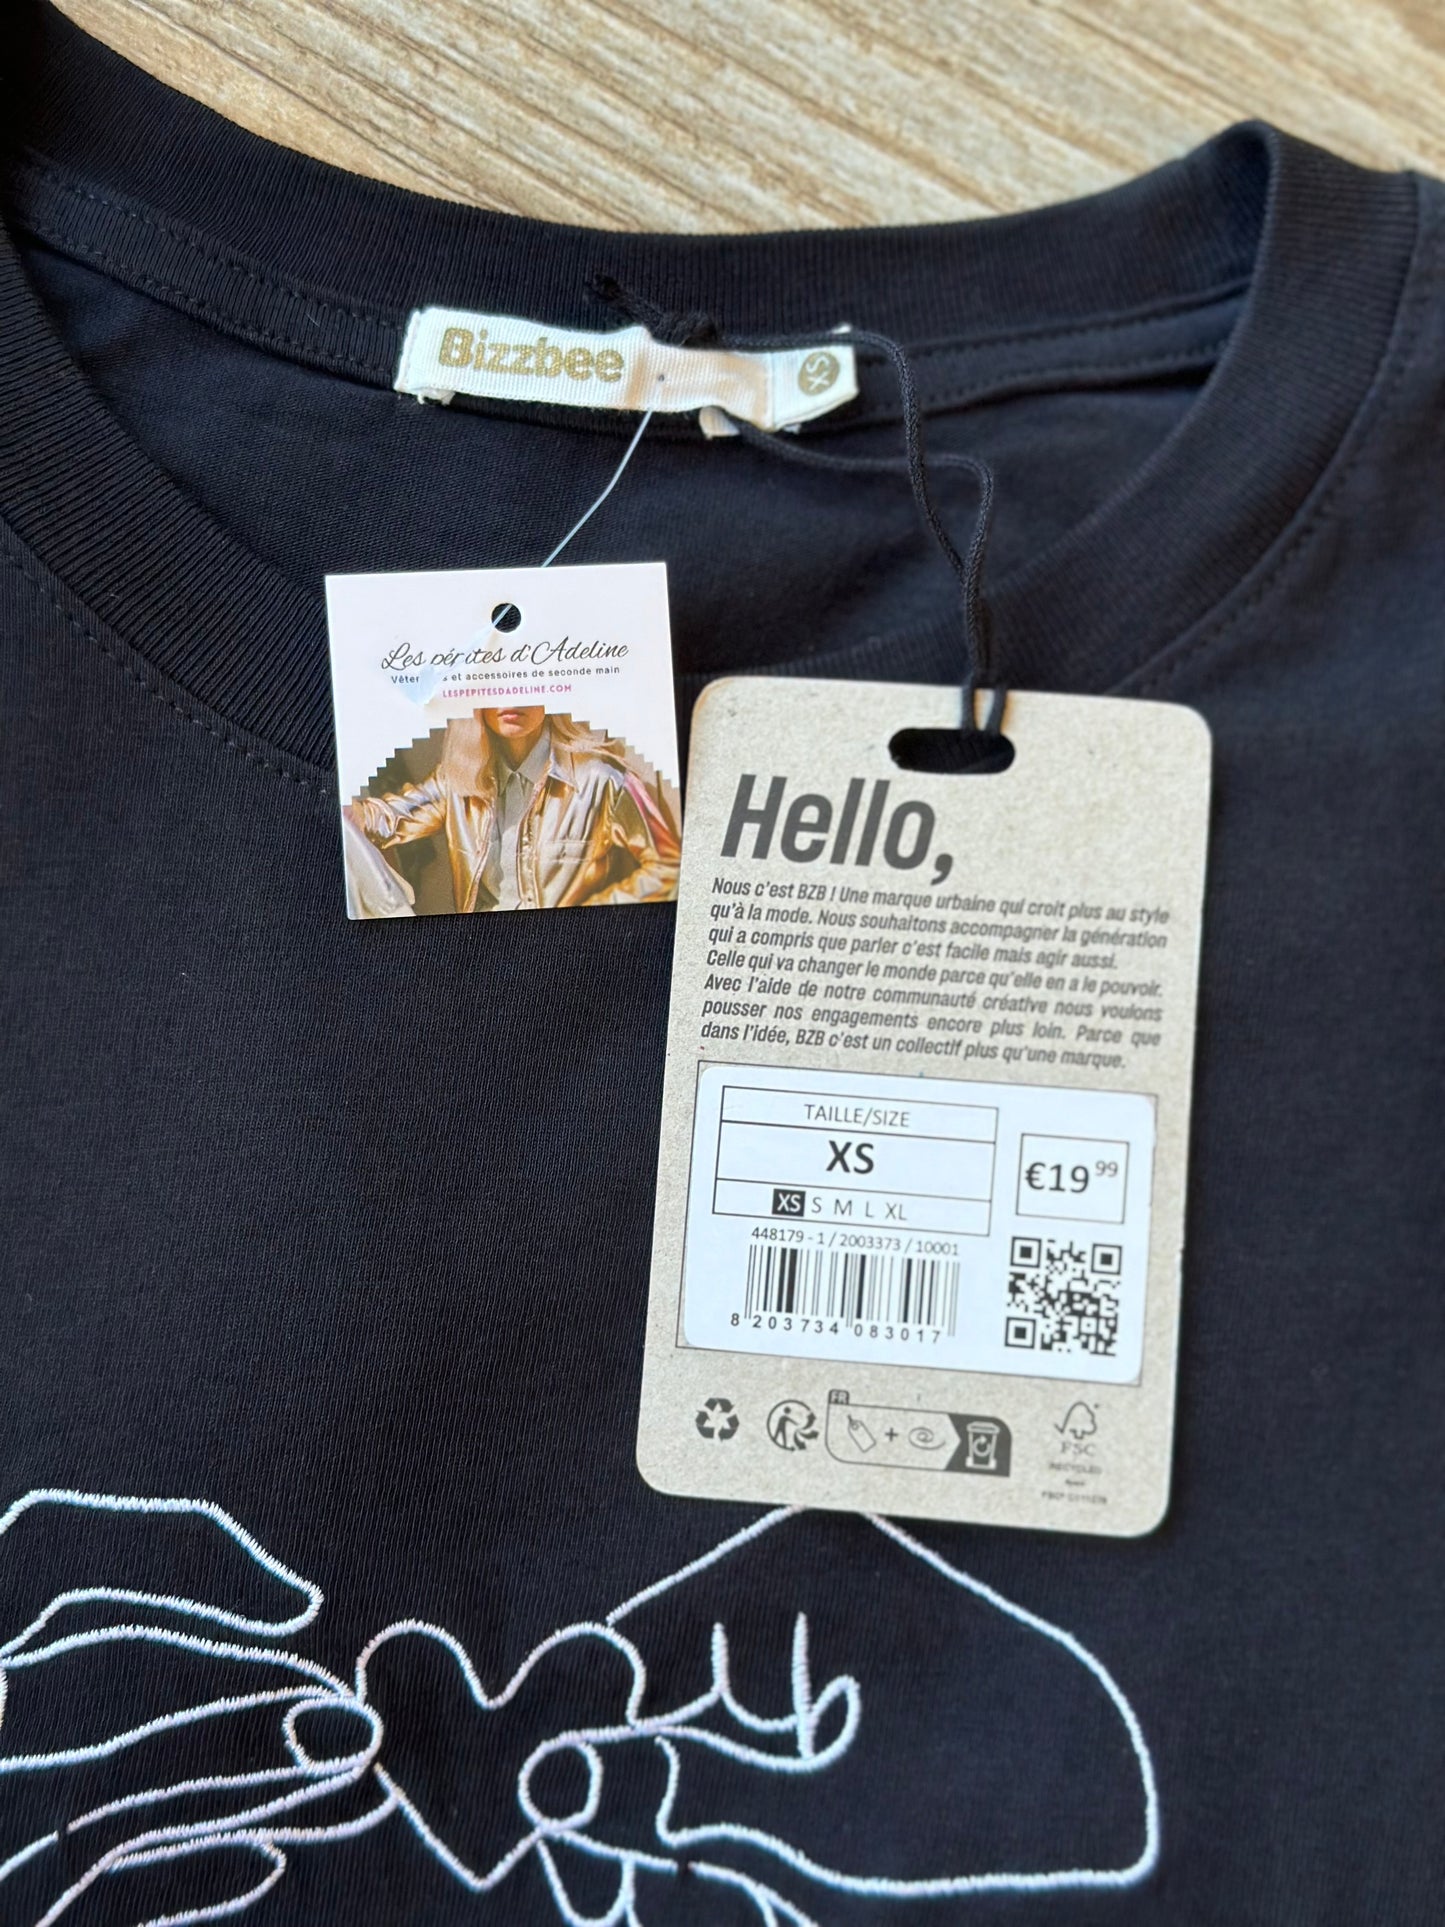 Bizzbee
XS
Les pépites d'Adeline
et accessoires de seconde main
LESPEPITESDADELINE.COM
Hello,
Nous c'est BZB ! Une marque urbaine qui croit plus au style
qu'à la mode. Nous souhaitons accompagner la génération
qui a compris que parler c'est facile mais agir aussi.
Celle qui va changer le monde parce qu'elle en a le pouvoir.
Avec l'aide de notre communauté créative nous voulons
pousser nos engagements encore plus loin. Parce que
dans l'idée, BZB c'est un collectif plus qu'une marque.
TAILLE/SIZE
XS
XS S M L XL
€19 99
448179 - 1 / 2003373 / 10001
8 203734 083017
FR
FSC
RECYCLED